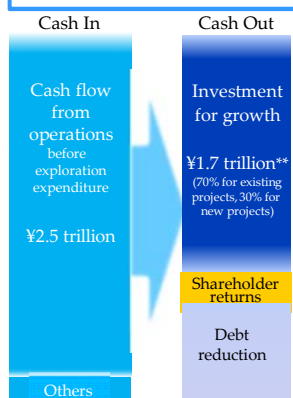 Cash In
Cash Out
Cash flow
from
operations
before
exploration
expenditure
¥2.5 trillion
Others
Investment
for growth
¥1.7 trillion**
(70% for existing
projects, 30% for
new projects)
Shareholder
returns
Debt
reduction